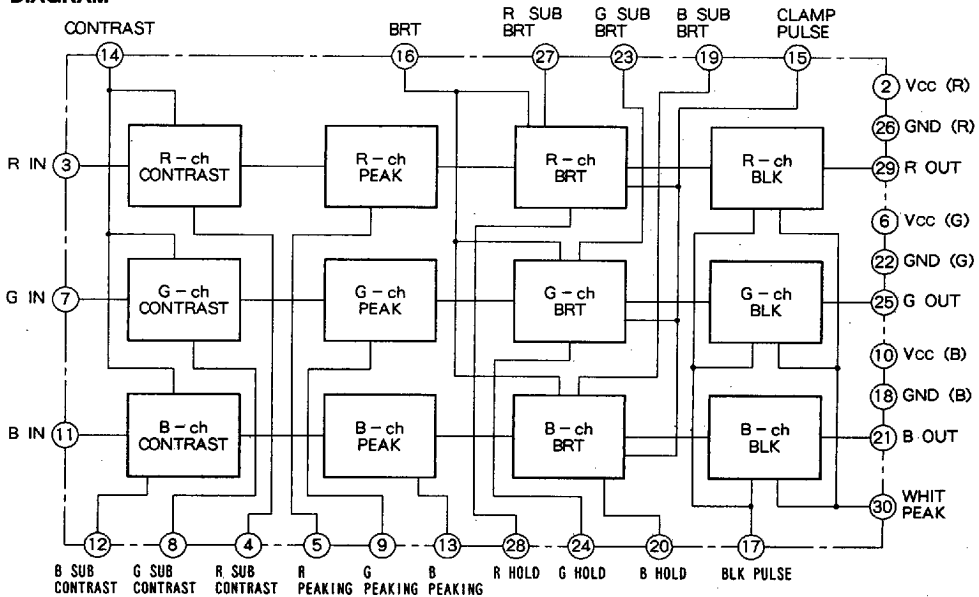 DIAGRAM
CONTRAST
BRT
R SUB
BRT
G SUB
BRT
B SUB
BRT
CLAMP
PULSE
14
16
27
23
19
15
2 Vcc (R)
26 GND (R)
R IN 3
R-ch
CONTRAST
R-ch
PEAK
R-ch
BRT
R-ch
BLK
29 R OUT
6 Vcc (G)
22 GND (G)
G IN 7
G-ch
CONTRAST
G-ch
PEAK
G-ch
BRT
G-ch
BLK
25 G OUT
10 Vcc (B)
18 GND (B)
B IN 11
B-ch
CONTRAST
B-ch
PEAK
B-ch
BRT
B-ch
BLK
21 B OUT
30 WHIT
PEAK
12
8
4
5
9
13
28
24
20
17
B SUB
CONTRAST
G SUB
CONTRAST
R SUB
CONTRAST
R
PEAKING
G
PEAKING
B
PEAKING
R HOLD
G HOLD
B HOLD
BLK PULSE